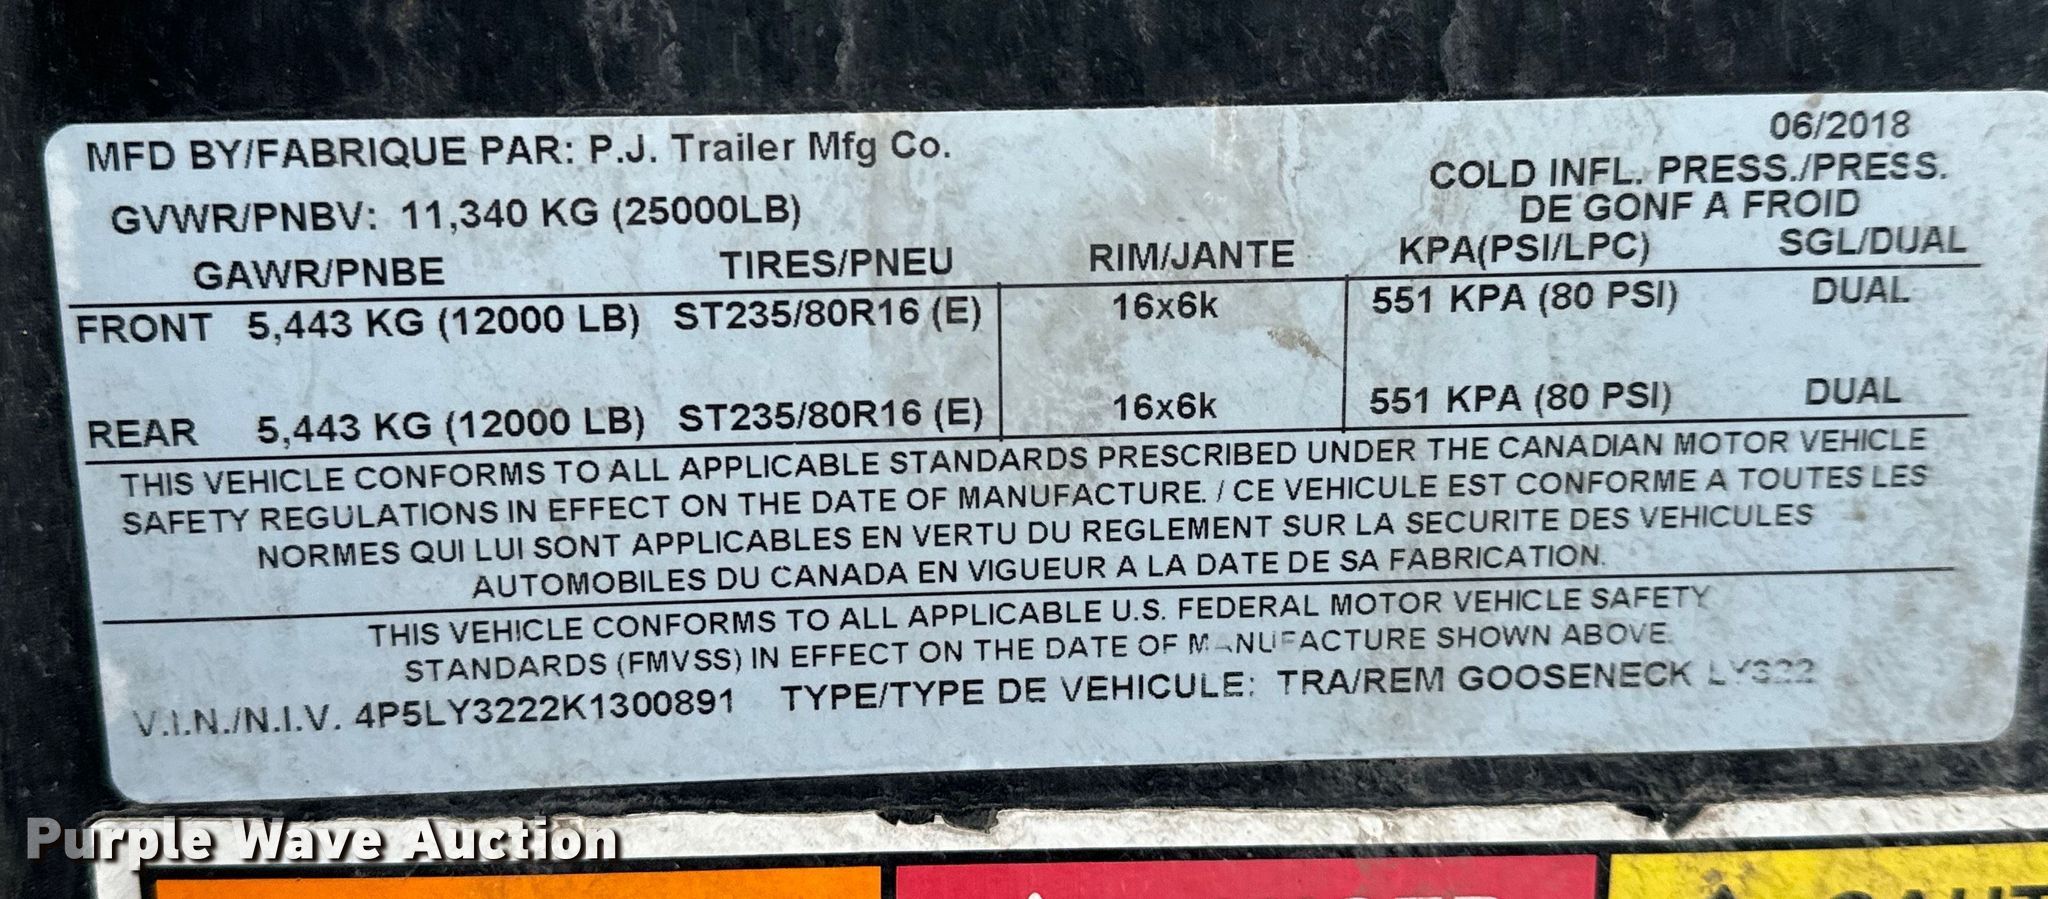 06/2018
MFD BY/FABRIQUE PAR: P.J. Trailer Mfg Co.
COLD INFL. PRESS./PRESS.
DE GONF A FROID
GVWR/PNBV: 11,340 KG (25000LB)
GAWR/PNBE TIRES/PNEU RIM/JANTE KPA(PSI/LPC) SGL/DUAL
FRONT 5,443 KG (12000 LB) ST235/80R16 (E) 16x6k 551 KPA (80 PSI) DUAL
REAR 5,443 KG (12000 LB) ST235/80R16 (E) 16x6k 551 KPA (80 PSI) DUAL
THIS VEHICLE CONFORMS TO ALL APPLICABLE STANDARDS PRESCRIBED UNDER THE CANADIAN MOTOR VEHICLE
SAFETY REGULATIONS IN EFFECT ON THE DATE OF MANUFACTURE. / CE VEHICULE EST CONFORME A TOUTES LES
NORMES QUI LUI SONT APPLICABLES EN VERTU DU REGLEMENT SUR LA SECURITE DES VEHICULES
AUTOMOBILES DU CANADA EN VIGUEUR A LA DATE DE SA FABRICATION.
THIS VEHICLE CONFORMS TO ALL APPLICABLE U.S. FEDERAL MOTOR VEHICLE SAFETY
STANDARDS (FMVSS) IN EFFECT ON THE DATE OF MANUFACTURE SHOWN ABOVE.
V.I.N./N.I.V. 4P5LY3222K1300891 TYPE/TYPE DE VEHICULE: TRA/REM GOOSENECK LY322
Purple Wave Auction